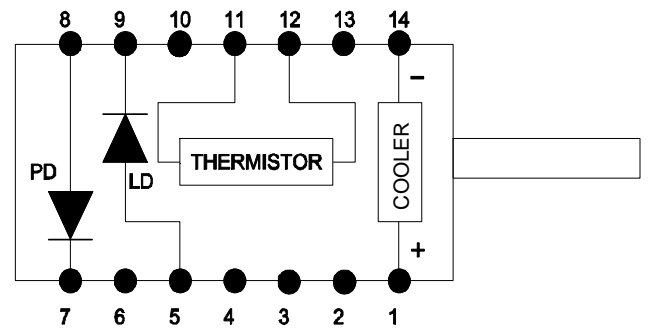 8 9 10 11 12 13 14
−
THERMISTOR
PD
LD
COOLER
+
7 6 5 4 3 2 1